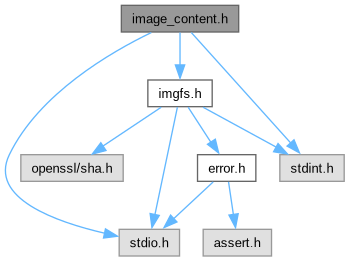 image_content.h
imgfs.h
openssl/sha.h
error.h
stdint.h
stdio.h
assert.h